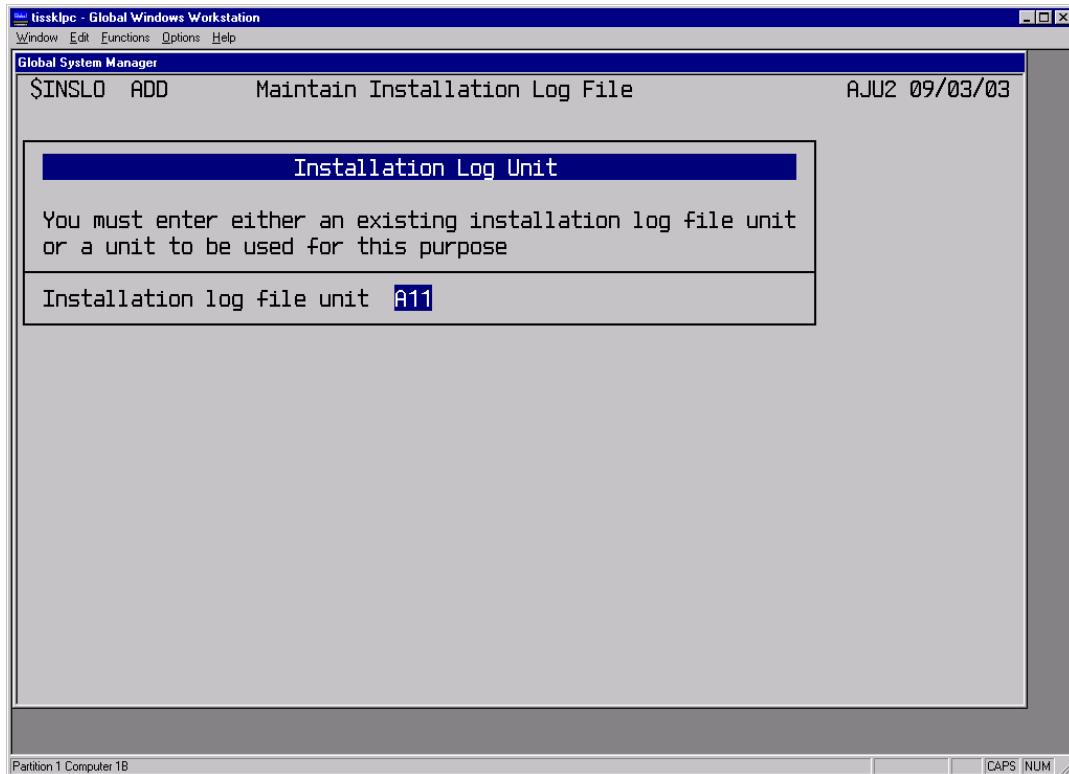 tissklpc - Global Windows Workstation
Window Edit Functions Options Help
Global System Manager
$INSLO ADD Maintain Installation Log File AJU2 09/03/03
Installation Log Unit
You must enter either an existing installation log file unit
or a unit to be used for this purpose
Installation log file unit A11
Partition 1 Computer 1B CAPS NUM